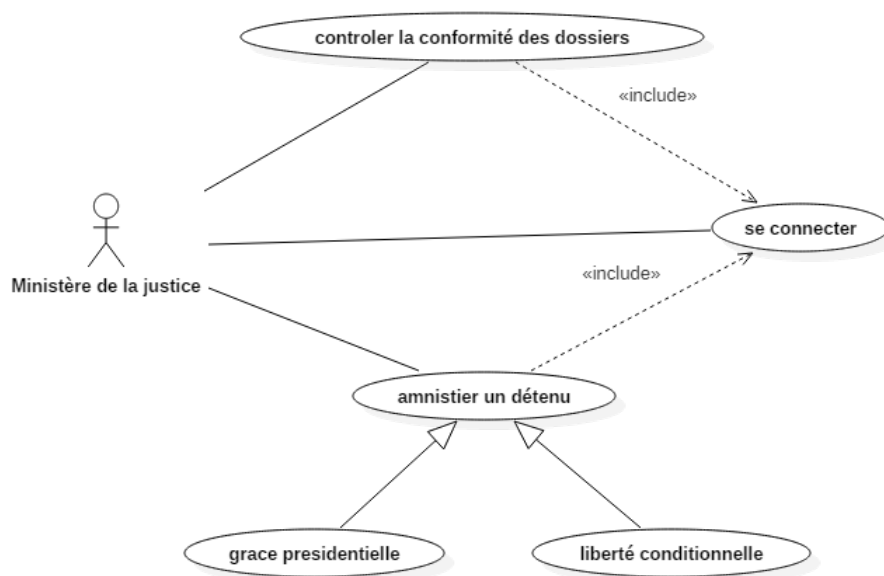 controler la conformité des dossiers
«include»
se connecter
«include»
Ministère de la justice
amnistier un détenu
grace presidentielle
liberté conditionnelle